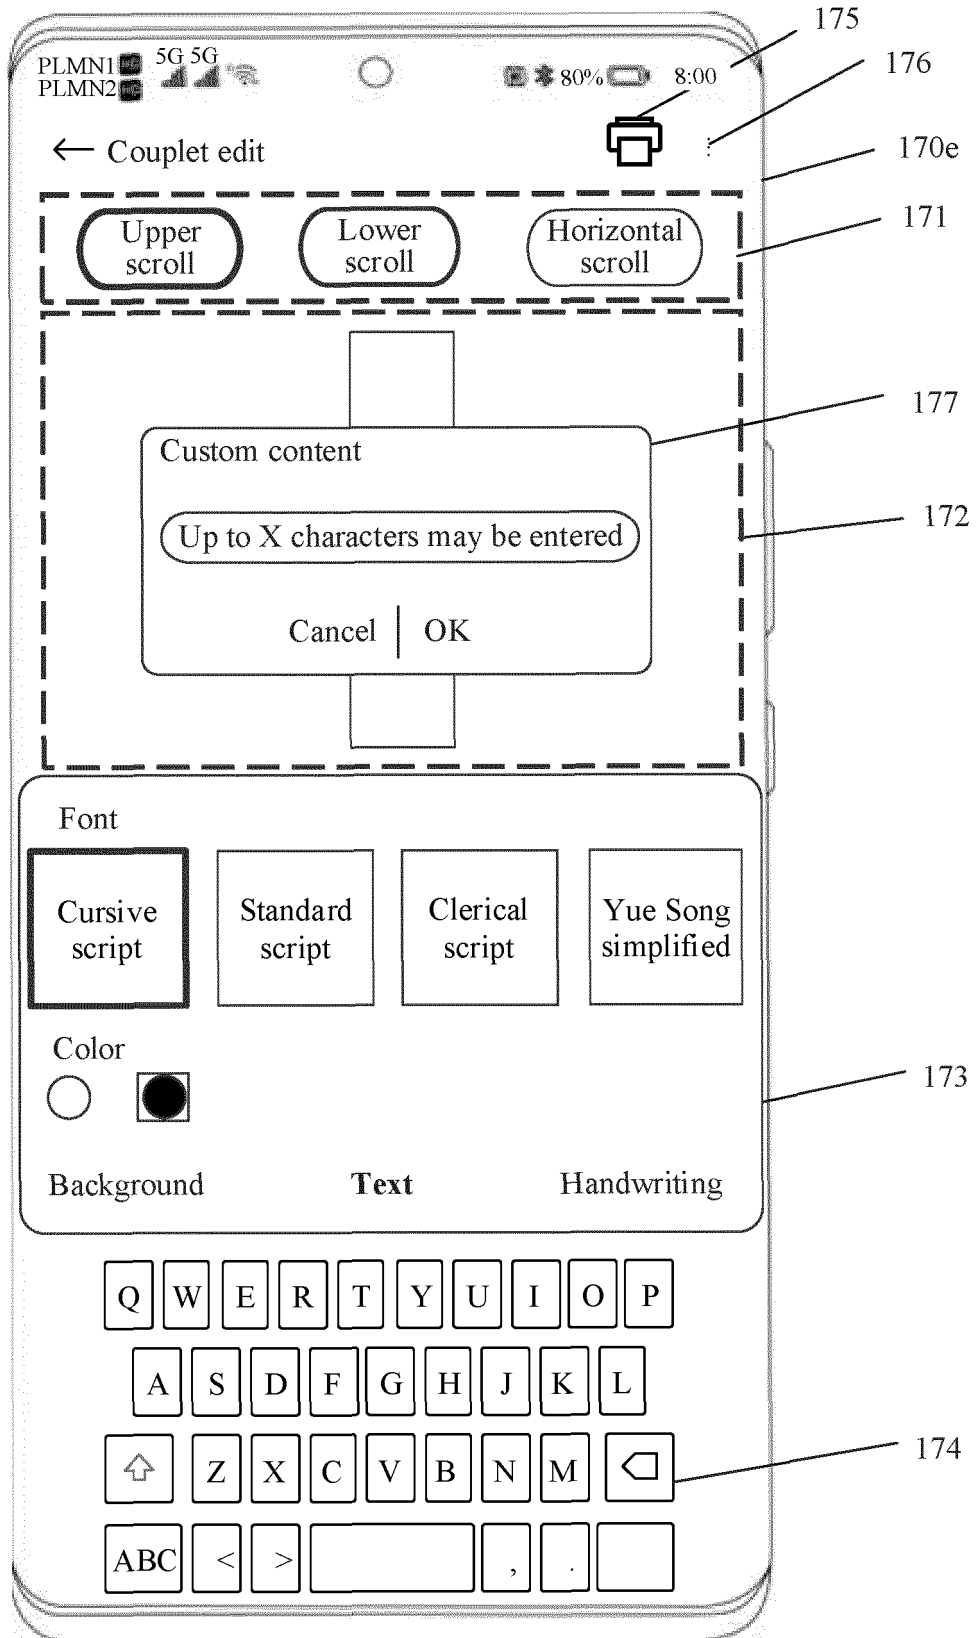 175
176
PLMN1 HD 5G 5G 80% 8:00
PLMN2 HD
← Couplet edit
170e
171
Upper
scroll
Lower
scroll
Horizontal
scroll
177
Custom content
172
Up to X characters may be entered
Cancel | OK
Font
Cursive
script
Standard
script
Clerical
script
Yue Song
simplified
Color
173
Background Text Handwriting
Q W E R T Y U I O P
A S D F G H J K L
Z X C V B N M
174
ABC < > , .